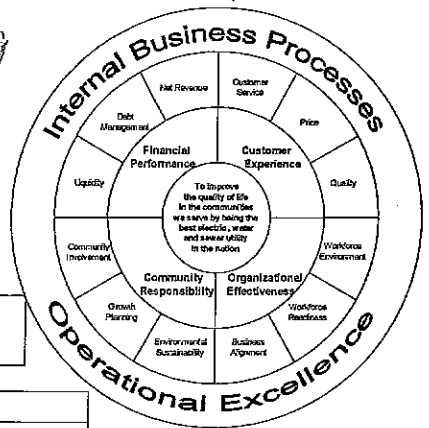 Internal Business Processes
Net Revenue
Customer
Service
Debt
Management
Price
Financial
Performance
Customer
Experience
Liquidity
Quality
To improve
the quality of life
in the communities
we serve by being the
best electric, water
and sewer utility
in the nation
Community
Involvement
Workforce
Environment
Community
Responsibility
Organizational
Effectiveness
Growth
Planning
Workforce
Readiness
Environmental
Sustainability
Business
Alignment
Operational Excellence